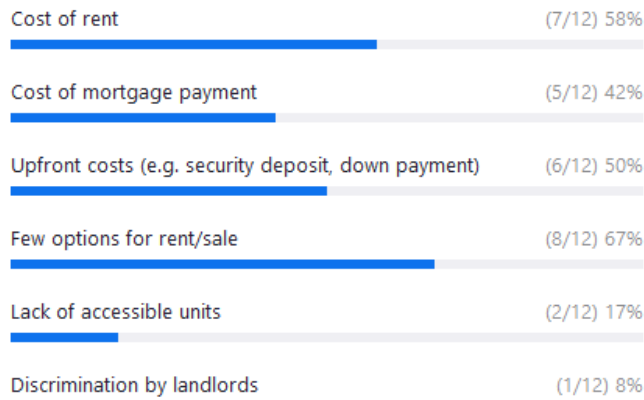 Cost of rent (7/12) 58%
Cost of mortgage payment (5/12) 42%
Upfront costs (e.g. security deposit, down payment) (6/12) 50%
Few options for rent/sale (8/12) 67%
Lack of accessible units (2/12) 17%
Discrimination by landlords (1/12) 8%